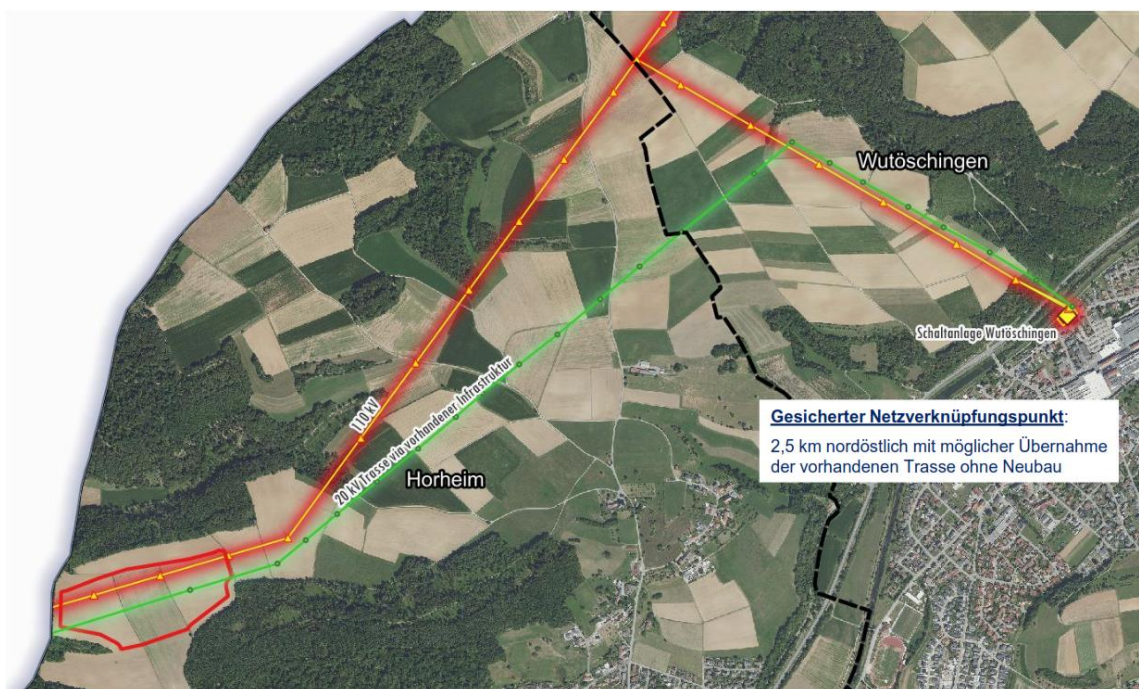 Wutöschingen
Schaltanlage Wutöschingen
110 kV
20 kV Trasse via vorhandener Infrastruktur
Horheim
Gesicherter Netzverknüpfungspunkt:
2,5 km nordöstlich mit möglicher Übernahme
der vorhandenen Trasse ohne Neubau